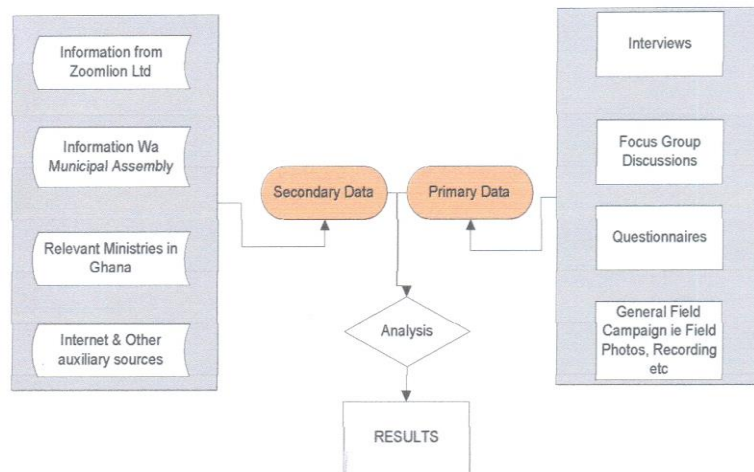 Information from
Zoomlion Ltd
Information Wa
Municipal Assembly
Relevant Ministries in
Ghana
Internet & Other
auxiliary sources
Secondary Data
Primary Data
Analysis
RESULTS
Interviews
Focus Group
Discussions
Questionnaires
General Field
Campaign ie Field
Photos, Recording
etc